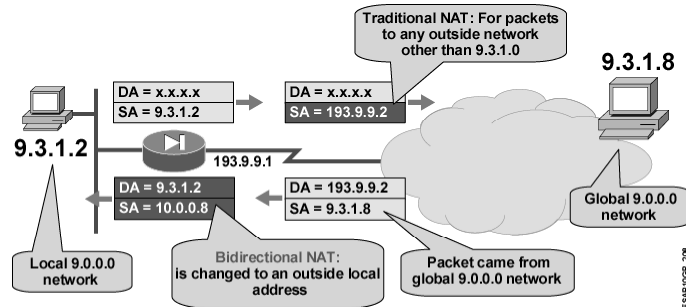 Traditional NAT: For packets
to any outside network
other than 9.3.1.0
9.3.1.8
DA = x.x.x.x
SA = 9.3.1.2
DA = x.x.x.x
SA = 193.9.9.2
9.3.1.2
193.9.9.1
DA = 9.3.1.2
SA = 10.0.0.8
DA = 193.9.9.2
SA = 9.3.1.8
Global 9.0.0.0
network
Local 9.0.0.0
network
Bidirectional NAT:
is changed to an outside local
address
Packet came from
global 9.0.0.0 network